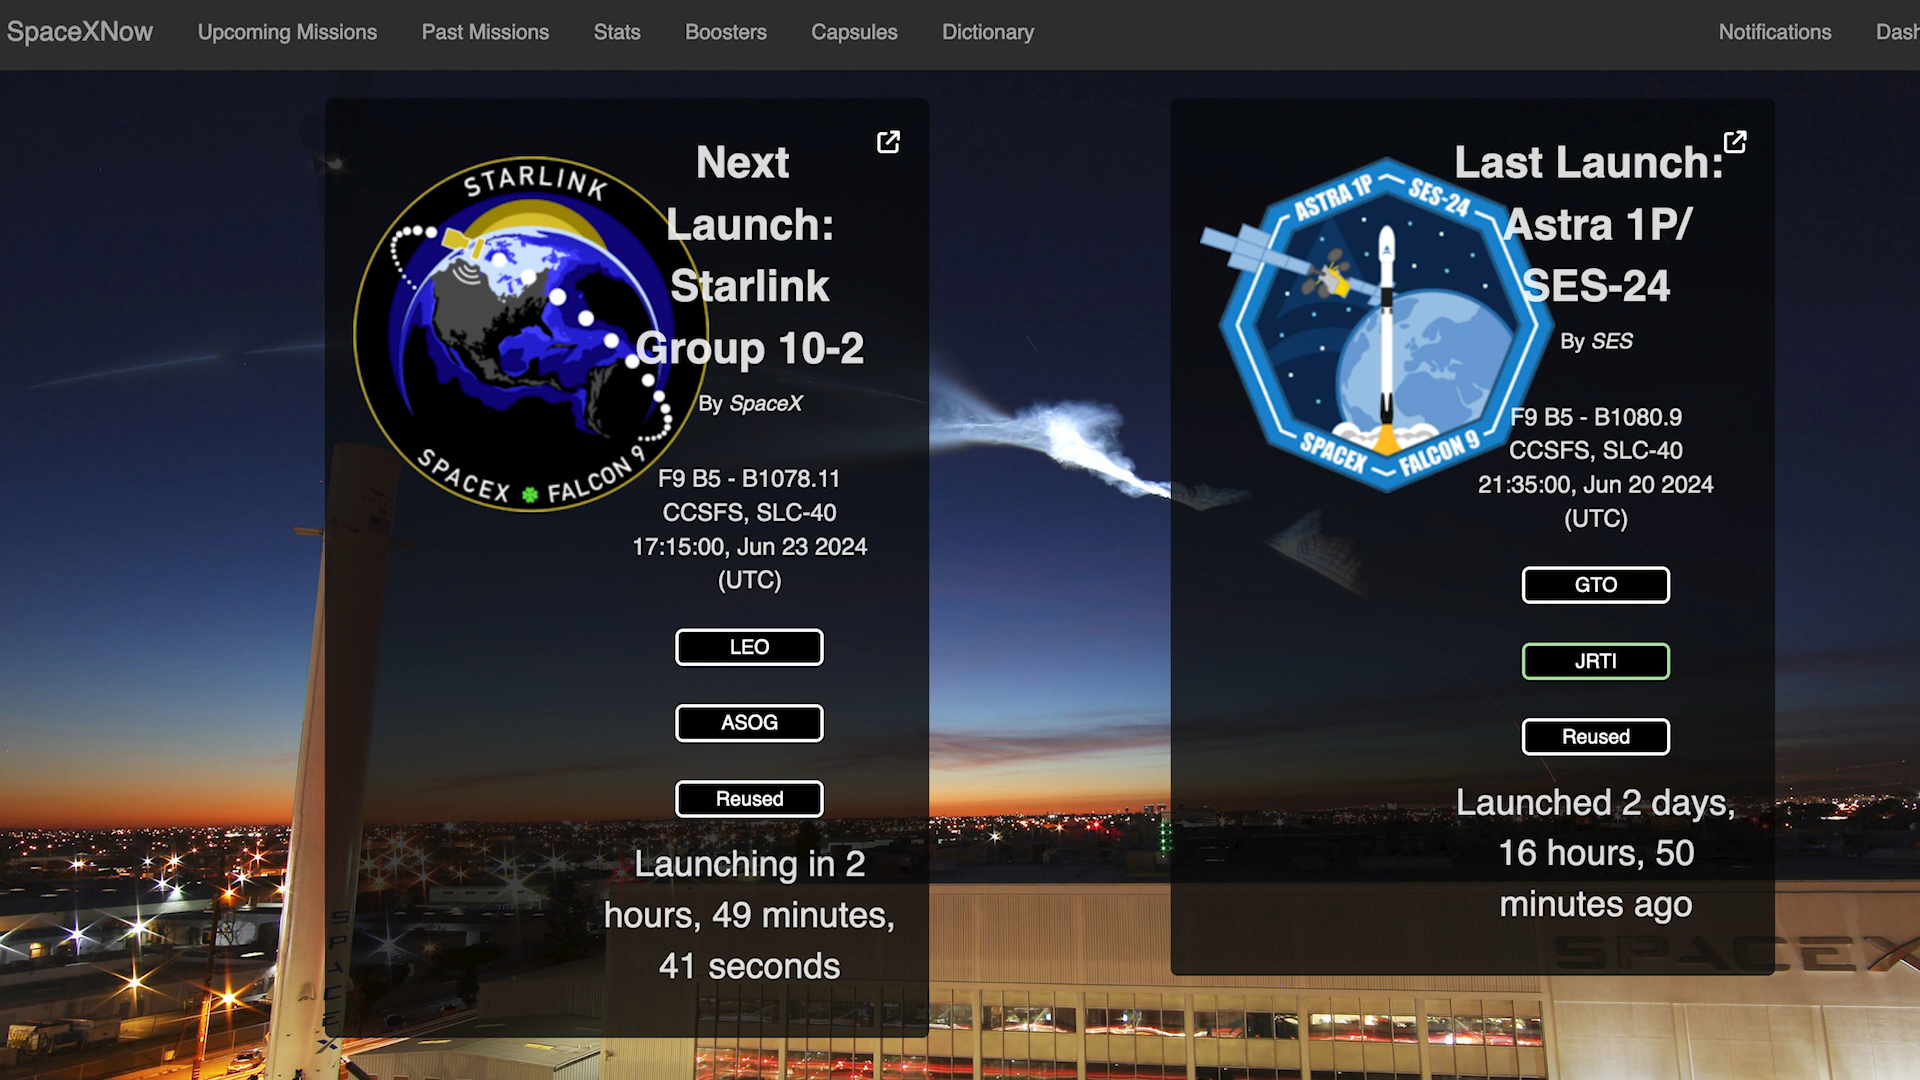 SpaceXNow Upcoming Missions Past Missions Stats Boosters Capsules Dictionary Notifications
STARLINK
SPACEX FALCON 9
Next
Launch:
Starlink
Group 10-2
By SpaceX
F9 B5 - B1078.11
CCSFS, SLC-40
17:15:00, Jun 23 2024
(UTC)
LEO
ASOG
Reused
Launching in 2
hours, 49 minutes,
41 seconds
ASTRA 1P SES-24
SPACEX FALCON 9
Last Launch:
Astra 1P/
SES-24
By SES
F9 B5 - B1080.9
CCSFS, SLC-40
21:35:00, Jun 20 2024
(UTC)
GTO
JRTI
Reused
Launched 2 days,
16 hours, 50
minutes ago
SPACEX
SPACEX